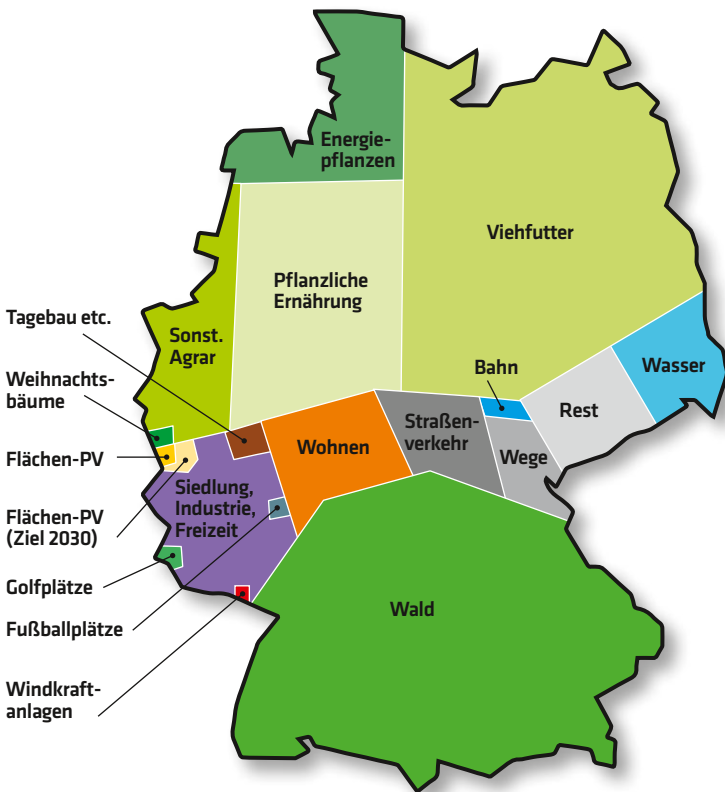 Energie-
pflanzen
Viehfutter
Pflanzliche
Ernährung
Tagebau etc.
Sonst.
Agrar
Weihnachts-
bäume
Bahn
Wasser
Rest
Straßen-
verkehr
Wohnen
Wege
Flächen-PV
Siedlung,
Industrie,
Freizeit
Flächen-PV
(Ziel 2030)
Golfplätze
Wald
Fußballplätze
Windkraft-
anlagen